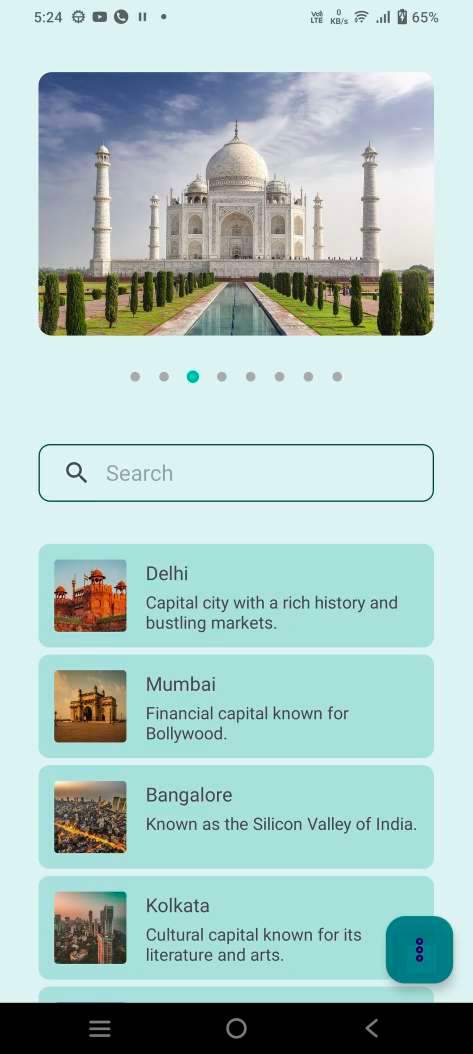 5:24
Vo))
LTE
0
KB/s
65%
Search
Delhi
Capital city with a rich history and
bustling markets.
Mumbai
Financial capital known for
Bollywood.
Bangalore
Known as the Silicon Valley of India.
Kolkata
Cultural capital known for its
literature and arts.